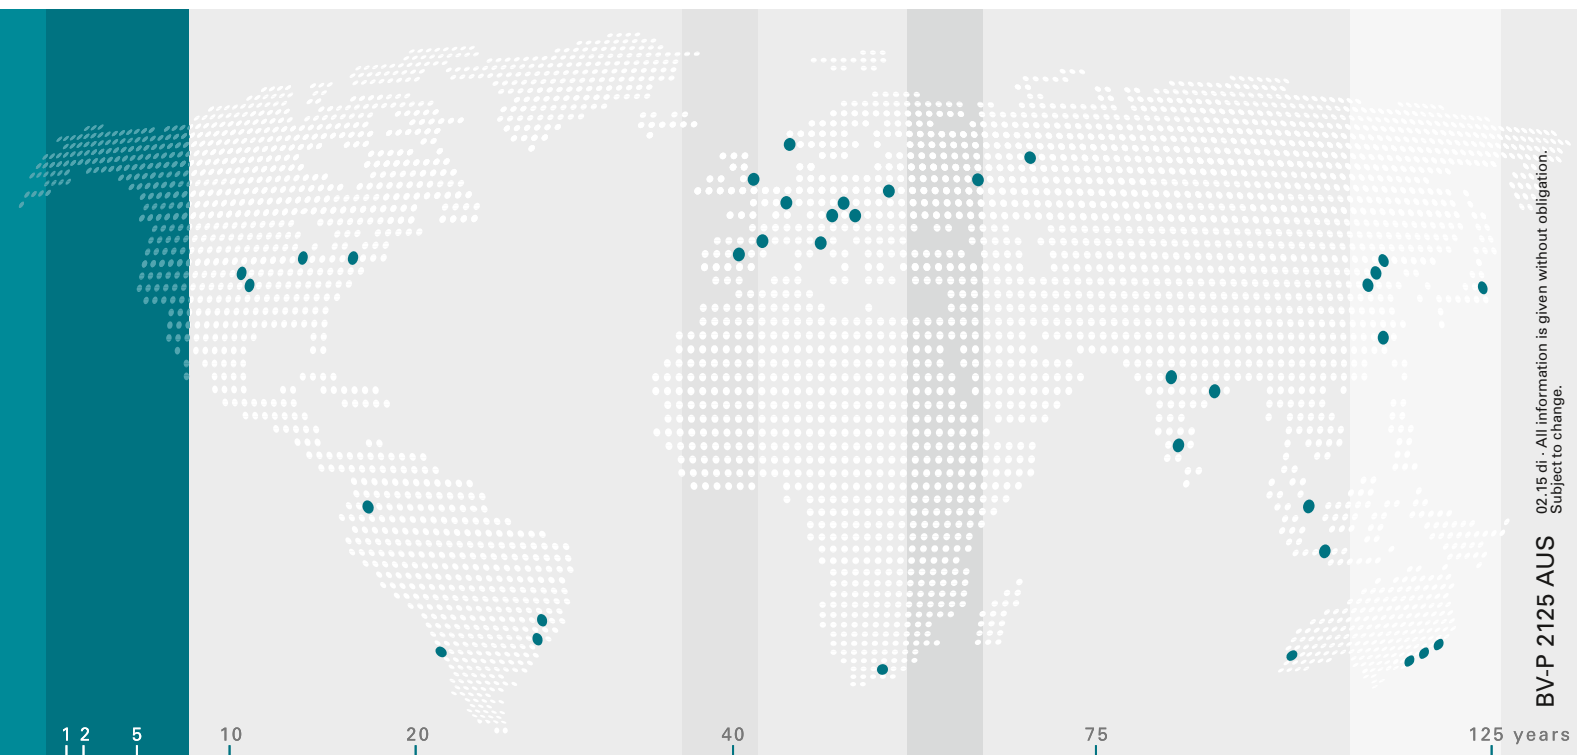 02.15 di · All information is given without obligation.
Subject to change.
BV-P 2125 AUS
1 2 5 10 20 40 75 125 years